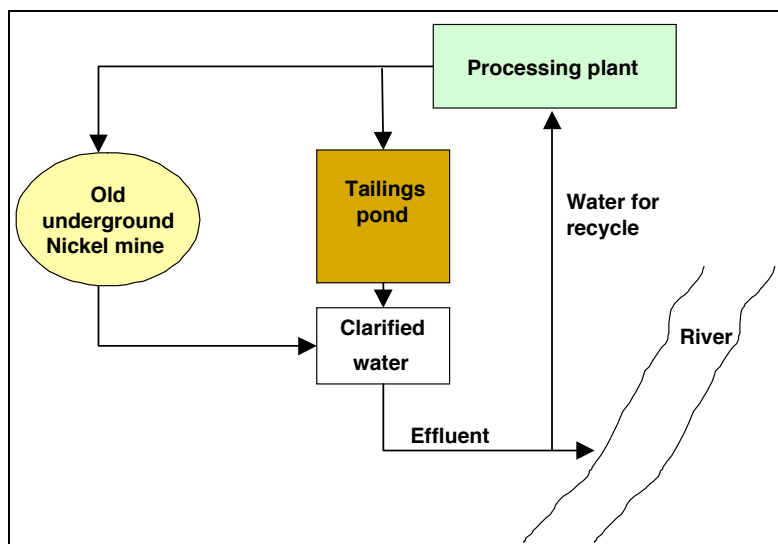 Processing plant
Old
underground
Nickel mine
Tailings
pond
Water for
recycle
Clarified
water
River
Effluent